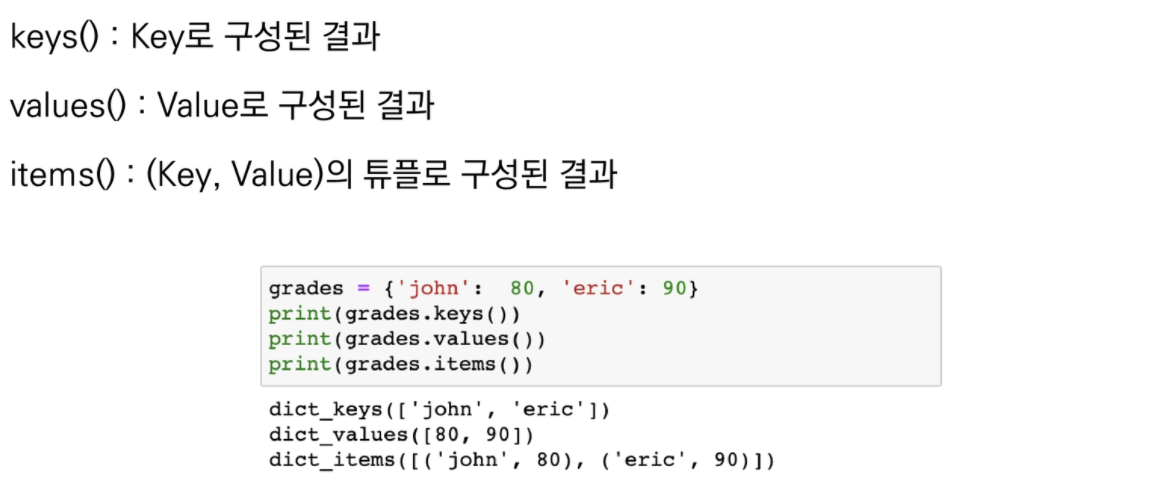 keys() : Key로 구성된 결과
values() : Value로 구성된 결과
items() : (Key, Value)의 튜플로 구성된 결과
grades = {'john':  80, 'eric': 90}
print(grades.keys())
print(grades.values())
print(grades.items())
dict_keys(['john', 'eric'])
dict_values([80, 90])
dict_items([('john', 80), ('eric', 90)])